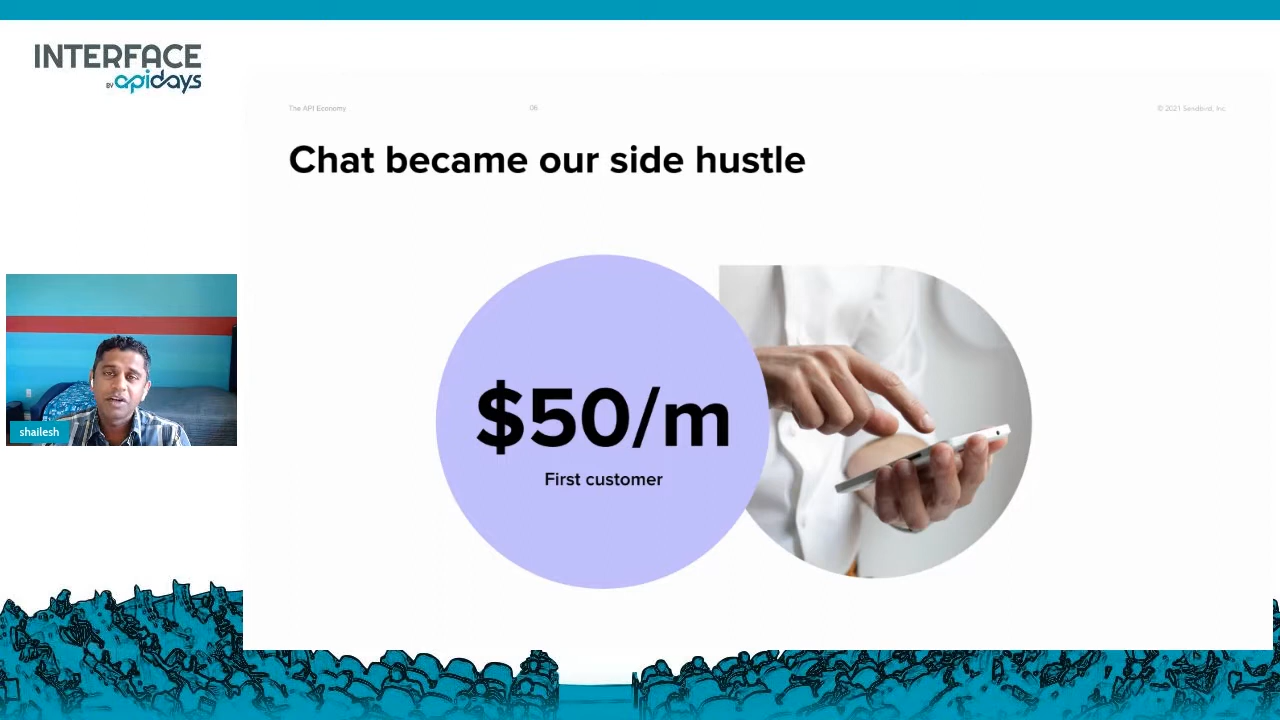 INTERFACE
BY apidays
The API Economy
06
© 2021 Sendbird, Inc.
Chat became our side hustle
$50/m
First customer
shailesh